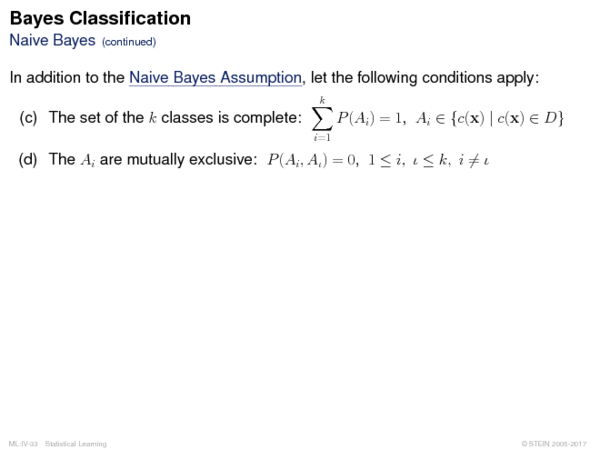 Bayes Classification
Naive Bayes (continued)
In addition to the Naive Bayes Assumption, let the following conditions apply:
(c) The set of the k classes is complete: ∑_{i=1}^{k} P(A_i) = 1, A_i ∈ {c(x) | c(x) ∈ D}
(d) The A_i are mutually exclusive: P(A_i, A_ι) = 0, 1 ≤ i, ι ≤ k, i ≠ ι
ML:IV-33 Statistical Learning © STEIN 2005-2017